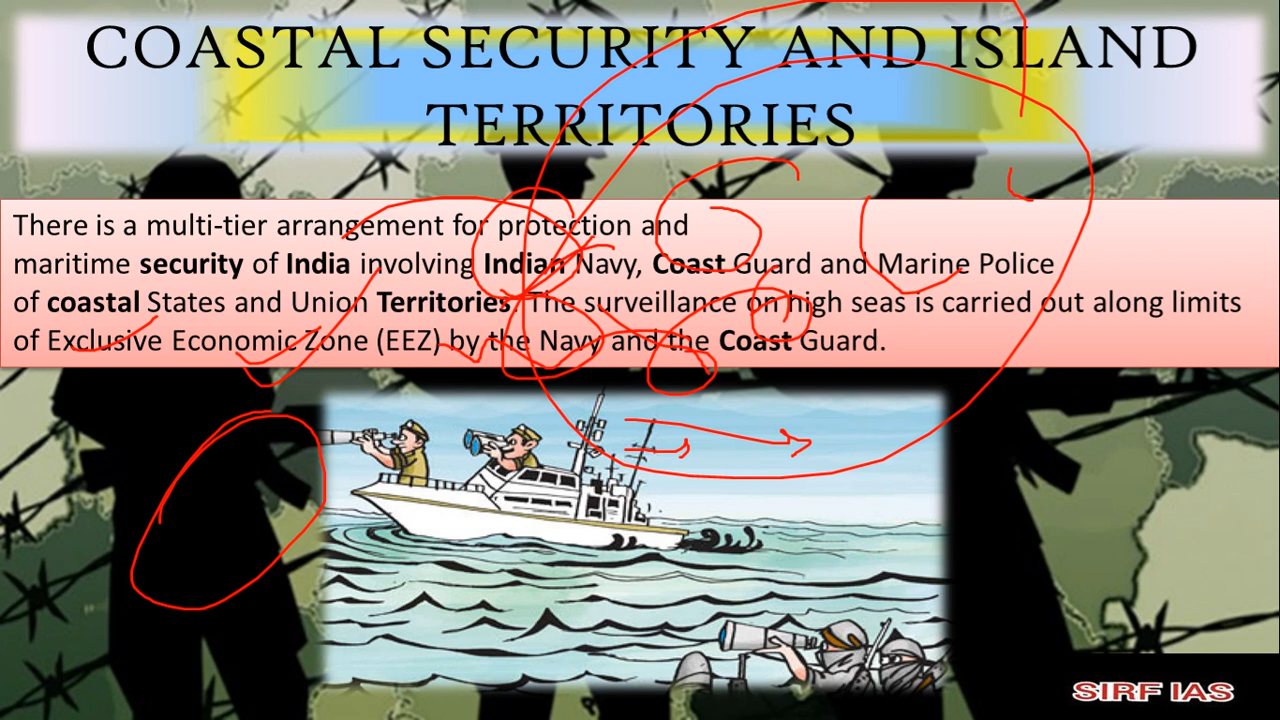 COASTAL SECURITY AND ISLAND
TERRITORIES
There is a multi-tier arrangement for protection and
maritime security of India involving Indian Navy, Coast Guard and Marine Police
of coastal States and Union Territories. The surveillance on high seas is carried out along limits
of Exclusive Economic Zone (EEZ) by the Navy and the Coast Guard.
SIRF IAS